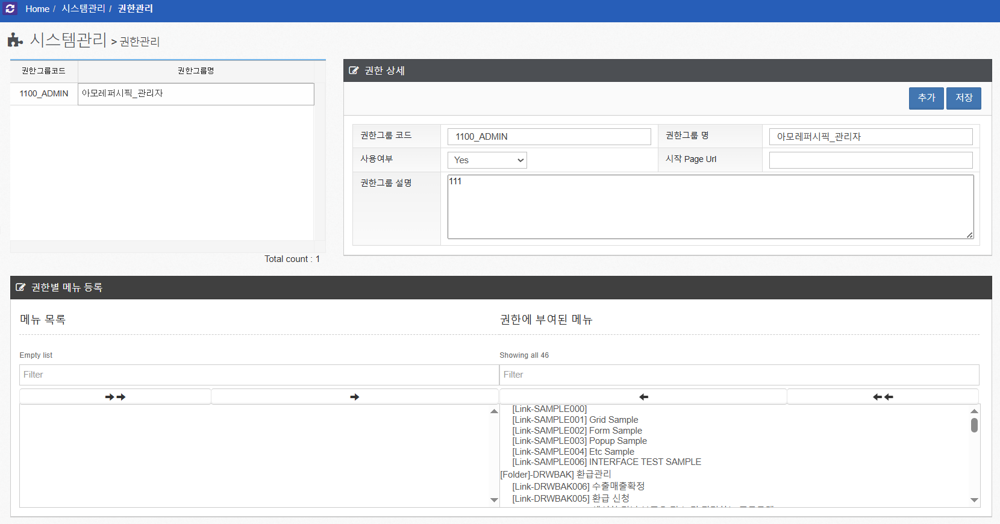 Home / 시스템관리 / 권한관리
시스템관리 > 권한관리
권한그룹코드 권한그룹명
1100_ADMIN 아모레퍼시픽_관리자
Total count : 1
권한 상세
추가 저장
권한그룹 코드 1100_ADMIN 권한그룹 명 아모레퍼시픽_관리자
사용여부 Yes 시작 Page Url
권한그룹 설명 111
권한별 메뉴 등록
메뉴 목록
Empty list
Filter
권한에 부여된 메뉴
Showing all 46
Filter
[Link-SAMPLE000]
[Link-SAMPLE001] Grid Sample
[Link-SAMPLE002] Form Sample
[Link-SAMPLE003] Popup Sample
[Link-SAMPLE004] Etc Sample
[Link-SAMPLE006] INTERFACE TEST SAMPLE
[Folder]-DRWBAK] 환급관리
[Link-DRWBAK006] 수출매출확정
[Link-DRWBAK005] 환급 신청